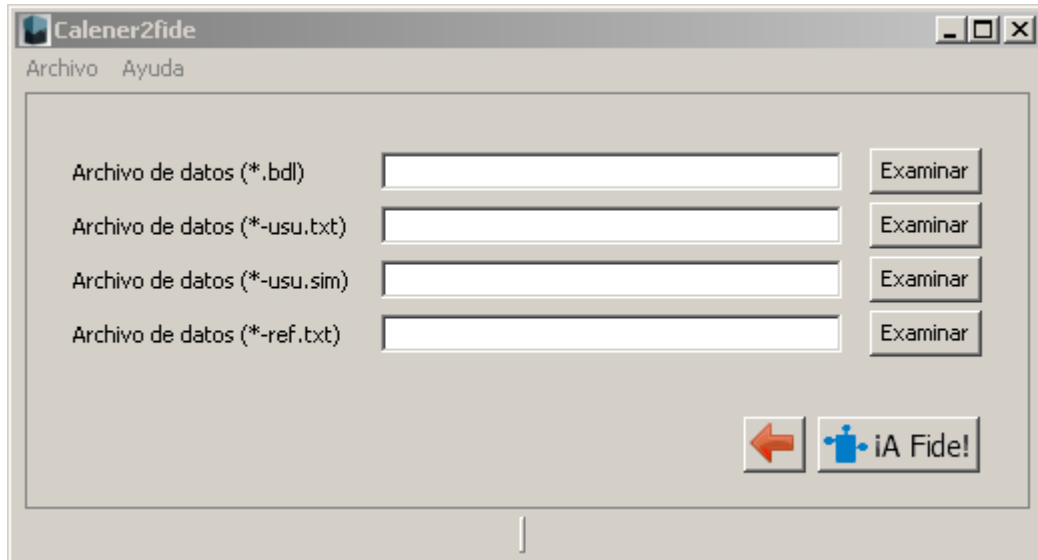 Calener2fide
Archivo Ayuda
Archivo de datos (*.bdl) Examinar
Archivo de datos (*-usu.txt) Examinar
Archivo de datos (*-usu.sim) Examinar
Archivo de datos (*-ref.txt) Examinar
¡A Fide!